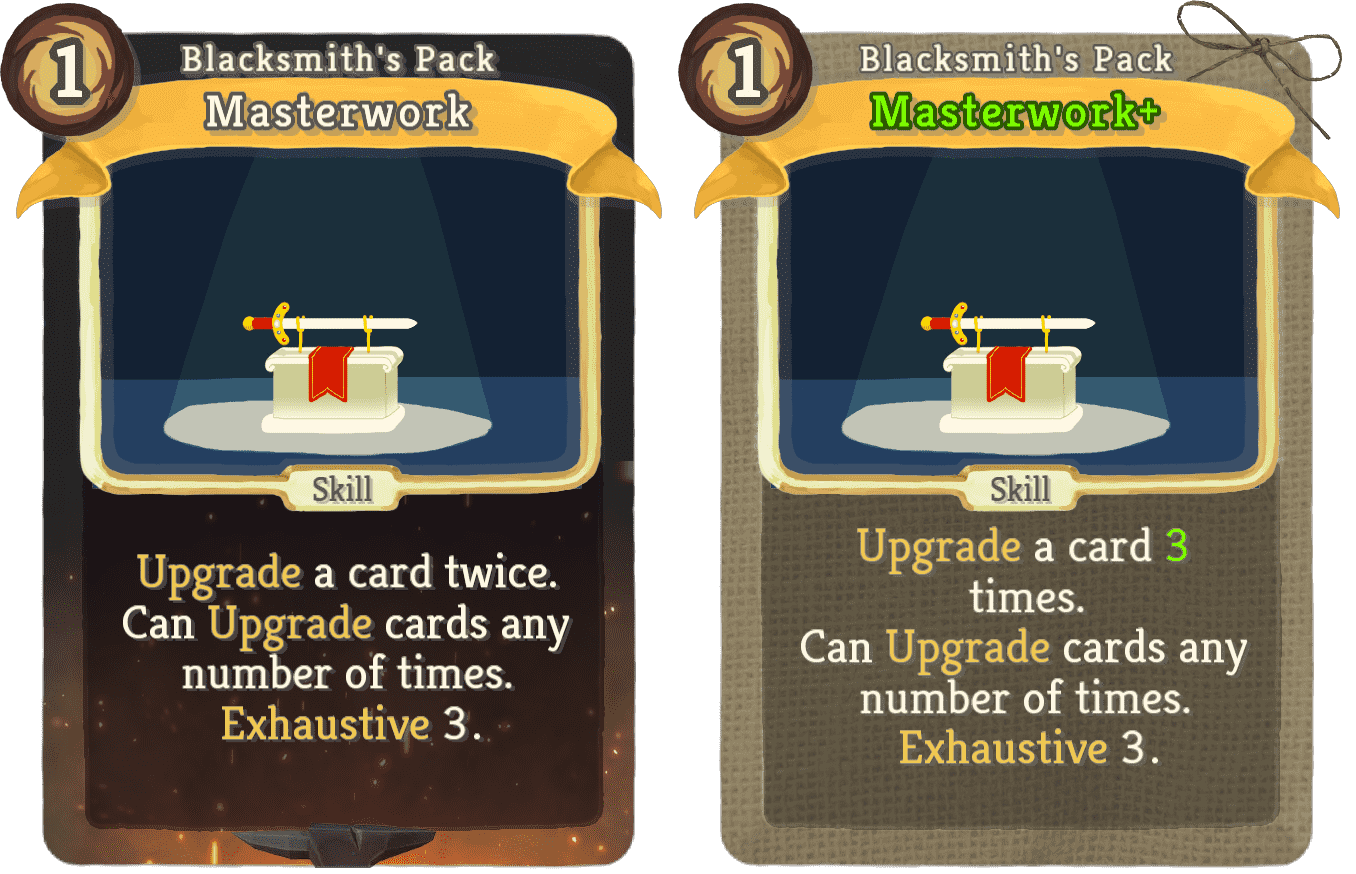 1
Blacksmith's Pack
Masterwork
Skill
Upgrade a card twice.
Can Upgrade cards any
number of times.
Exhaustive 3.
1
Blacksmith's Pack
Masterwork+
Skill
Upgrade a card 3
times.
Can Upgrade cards any
number of times.
Exhaustive 3.